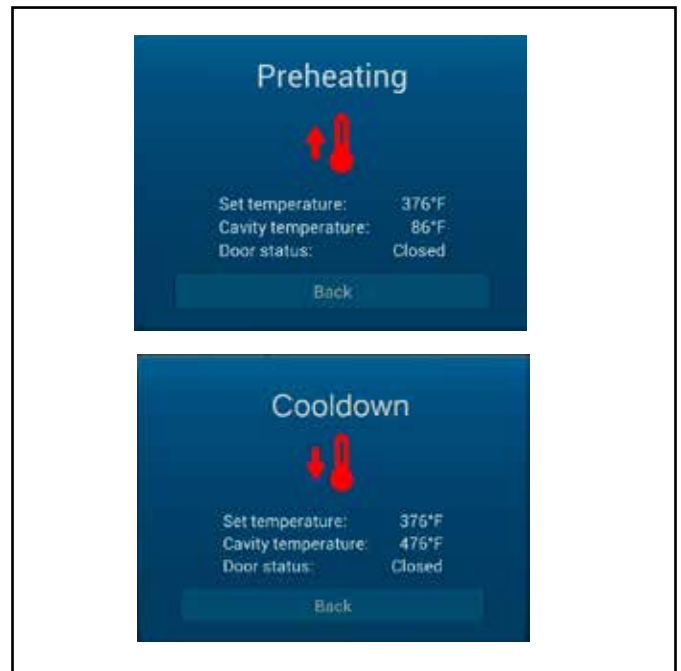 Preheating
Set temperature: 376°F
Cavity temperature: 86°F
Door status: Closed
Back
Cooldown
Set temperature: 376°F
Cavity temperature: 476°F
Door status: Closed
Back